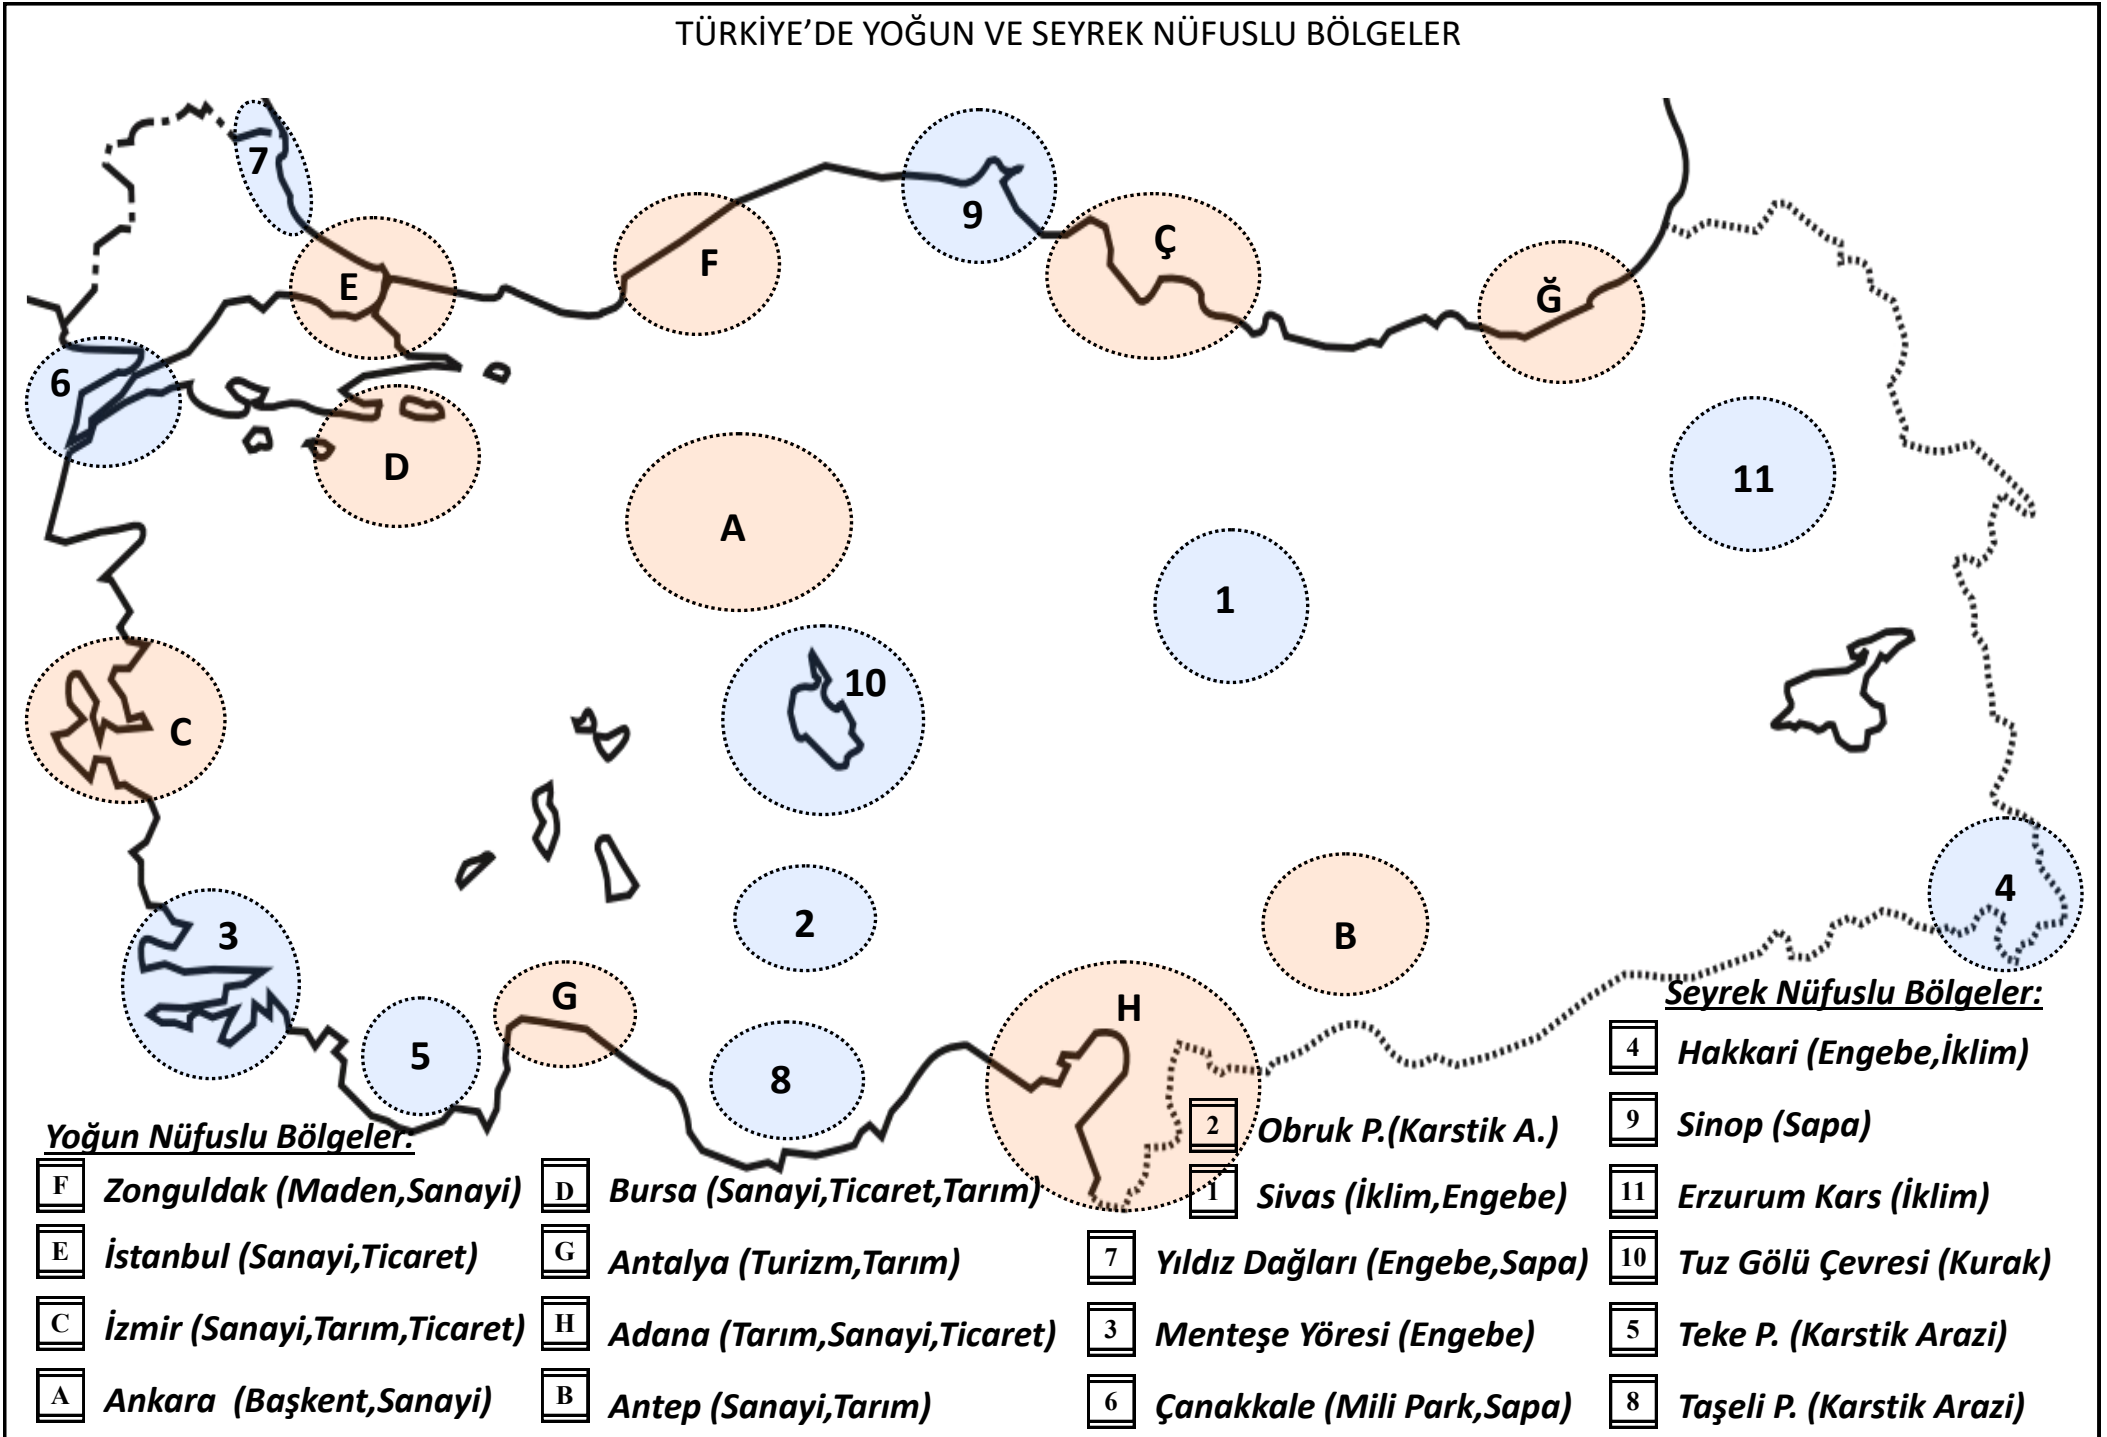 TÜRKİYE’DE YOĞUN VE SEYREK NÜFUSLU BÖLGELER
7
9
E
F
Ç
Ğ
6
D
A
11
1
10
C
4
3
2
B
G
H
5
8
Yoğun Nüfuslu Bölgeler:
F Zonguldak (Maden,Sanayi)
E İstanbul (Sanayi,Ticaret)
C İzmir (Sanayi,Tarım,Ticaret)
A Ankara (Başkent,Sanayi)
D Bursa (Sanayi,Ticaret,Tarım)
G Antalya (Turizm,Tarım)
H Adana (Tarım,Sanayi,Ticaret)
B Antep (Sanayi,Tarım)
Seyrek Nüfuslu Bölgeler:
2 Obruk P.(Karstik A.)
1 Sivas (İklim,Engebe)
7 Yıldız Dağları (Engebe,Sapa)
3 Menteşe Yöresi (Engebe)
6 Çanakkale (Mili Park,Sapa)
4 Hakkari (Engebe,İklim)
9 Sinop (Sapa)
11 Erzurum Kars (İklim)
10 Tuz Gölü Çevresi (Kurak)
5 Teke P. (Karstik Arazi)
8 Taşeli P. (Karstik Arazi)